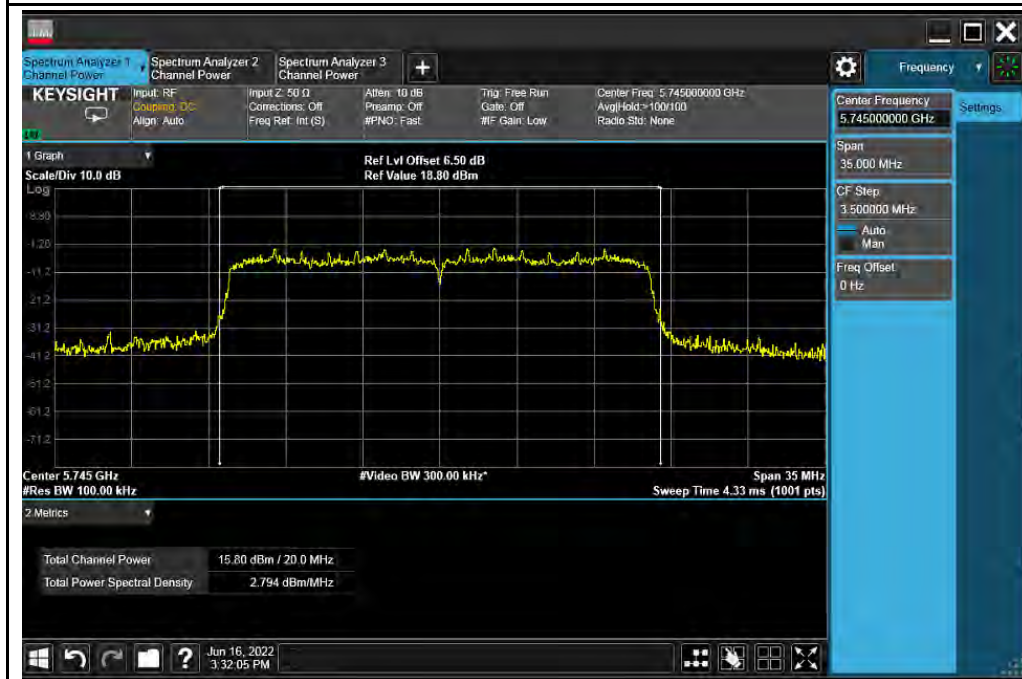 Spectrum Analyzer 1
Channel Power
Spectrum Analyzer 2
Channel Power
Spectrum Analyzer 3
Channel Power
+
Frequency
KEYSIGHT
Input: RF
Coupling: DC
Align: Auto
Input Z: 50 Ω
Corrections: Off
Freq Ref: Int (S)
Atten: 10 dB
Preamp: Off
#PNO: Fast
Trig: Free Run
Gate: Off
#IF Gain: Low
Center Freq: 5.745000000 GHz
Avg|Hold:>100/100
Radio Std: None
Center Frequency
5.745000000 GHz
Settings
Span
35.000 MHz
CF Step
3.500000 MHz
Auto
Man
Freq Offset
0 Hz
1 Graph
Scale/Div 10.0 dB
Ref Lvl Offset 6.50 dB
Ref Value 18.80 dBm
Log
8.80
-1.20
-11.2
-21.2
-31.2
-41.2
-51.2
-61.2
-71.2
Center 5.745 GHz
#Video BW 300.00 kHz*
Span 35 MHz
#Res BW 100.00 kHz
Sweep Time 4.33 ms (1001 pts)
2 Metrics
Total Channel Power 15.80 dBm / 20.0 MHz
Total Power Spectral Density 2.794 dBm/MHz
?
Jun 16, 2022
3:32:05 PM